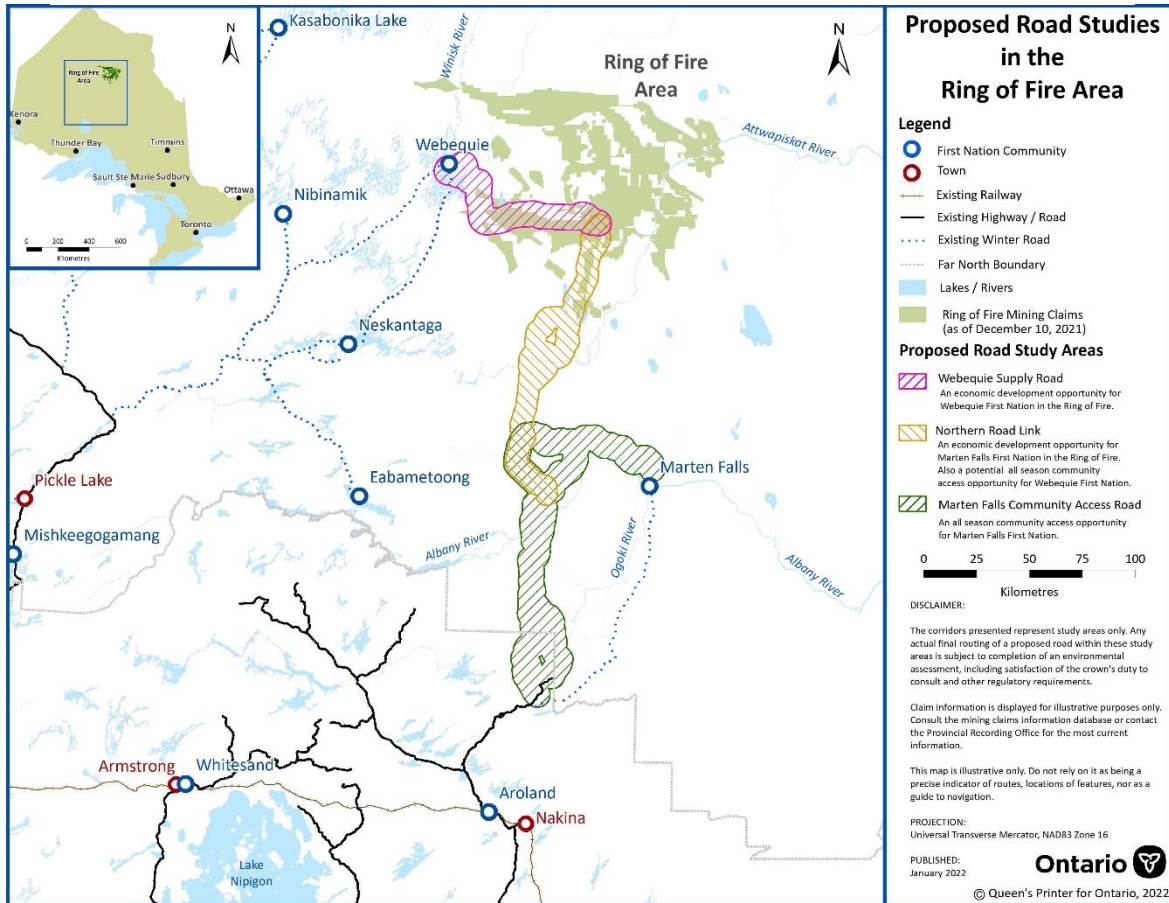 Kasabonika Lake
N
Winisk River
N
Ring of Fire
Area
Ring of Fire
Area
Kenora
Thunder Bay
Timmins
Sault Ste Marie
Sudbury
Ottawa
Toronto
0 200 400 600
Kilometres
Webequie
Attwapiskat River
Nibinamik
Neskantaga
Pickle Lake
Eabametoong
Marten Falls
Mishkeegogamang
Albany River
Ogoki River
Albany River
Armstrong
Whitesand
Aroland
Nakina
Lake
Nipigon
Proposed Road Studies
in the
Ring of Fire Area
Legend
First Nation Community
Town
Existing Railway
Existing Highway / Road
Existing Winter Road
Far North Boundary
Lakes / Rivers
Ring of Fire Mining Claims
(as of December 10, 2021)
Proposed Road Study Areas
Webequie Supply Road
An economic development opportunity for
Webequie First Nation in the Ring of Fire.
Northern Road Link
An economic development opportunity for
Marten Falls First Nation in the Ring of Fire.
Also a potential all season community
access opportunity for Webequie First Nation.
Marten Falls Community Access Road
An all season community access opportunity
for Marten Falls First Nation.
0 25 50 75 100
Kilometres
DISCLAIMER:
The corridors presented represent study areas only. Any
actual final routing of a proposed road within these study
areas is subject to completion of an environmental
assessment, including satisfaction of the crown's duty to
consult and other regulatory requirements.
Claim information is displayed for illustrative purposes only.
Consult the mining claims information database or contact
the Provincial Recording Office for the most current
information.
This map is illustrative only. Do not rely on it as being a
precise indicator of routes, locations of features, nor as a
guide to navigation.
PROJECTION:
Universal Transverse Mercator, NAD83 Zone 16
PUBLISHED:
January 2022
Ontario
© Queen's Printer for Ontario, 2022